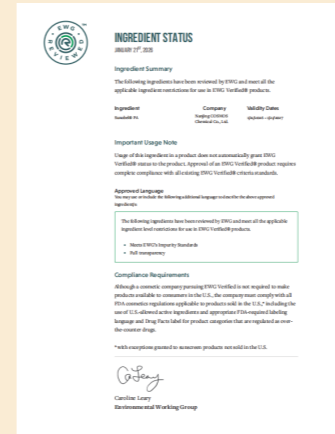 EWG REVIEWED
INGREDIENT STATUS
Ingredient Summary
The following ingredients have been reviewed by EWG and meet all the
applicable ingredient restrictions for use in EWG Verified® products.
Ingredient Company Validity Dates
Chemical Co., Ltd.
Important Usage Note
Usage of this ingredient in a product does not automatically grant EWG
Verified® status to the product. Approval of an EWG Verified® product requires
complete compliance with all existing EWG Verified® criteria standards.
Approved Language
You may use or include the following additional language to describe the above approved
ingredients:
The following ingredients have been reviewed by EWG and meet all the applicable
ingredient level restrictions for use in EWG Verified® products.
• Meets EWG's Impurity Standards
• Full transparency
Compliance Requirements
Although a cosmetic company pursuing EWG Verified is not required to make
products available to consumers in the U.S., the company must comply with all
FDA cosmetics regulations applicable to products sold in the U.S.,* including the
use of U.S.-allowed active ingredients and appropriate FDA-required labeling
language and Drug Facts label for product categories that are regulated as over-
the-counter drugs.
*with exceptions granted to sunscreen products not sold in the U.S.
Caroline Leary
Environmental Working Group